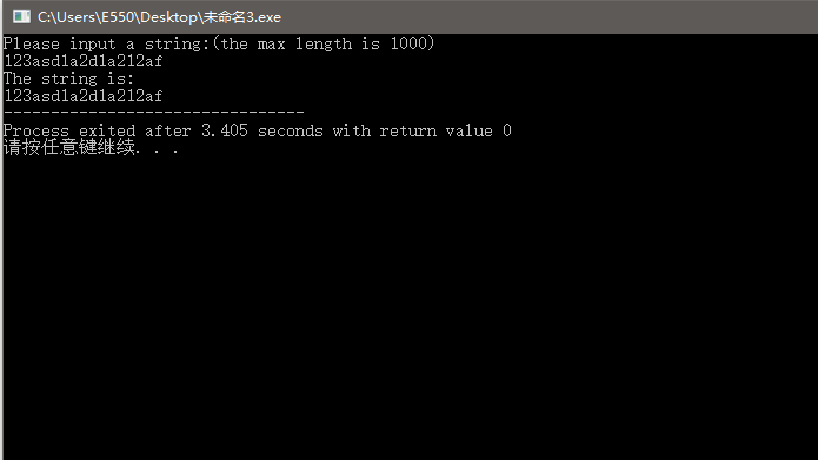 C:\Users\E550\Desktop\未命名3.exe
Please input a string:(the max length is 1000)
123asd1a2d1a212af
The string is:
123asd1a2d1a212af
--------------------------------
Process exited after 3.405 seconds with return value 0
请按任意键继续. . .